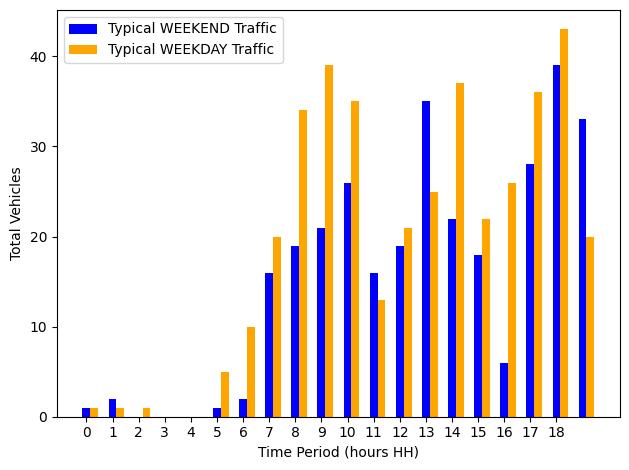 Typical WEEKEND Traffic
Typical WEEKDAY Traffic
40
30
20
10
0
Total Vehicles
0 1 2 3 4 5 6 7 8 9 10 11 12 13 14 15 16 17 18
Time Period (hours HH)